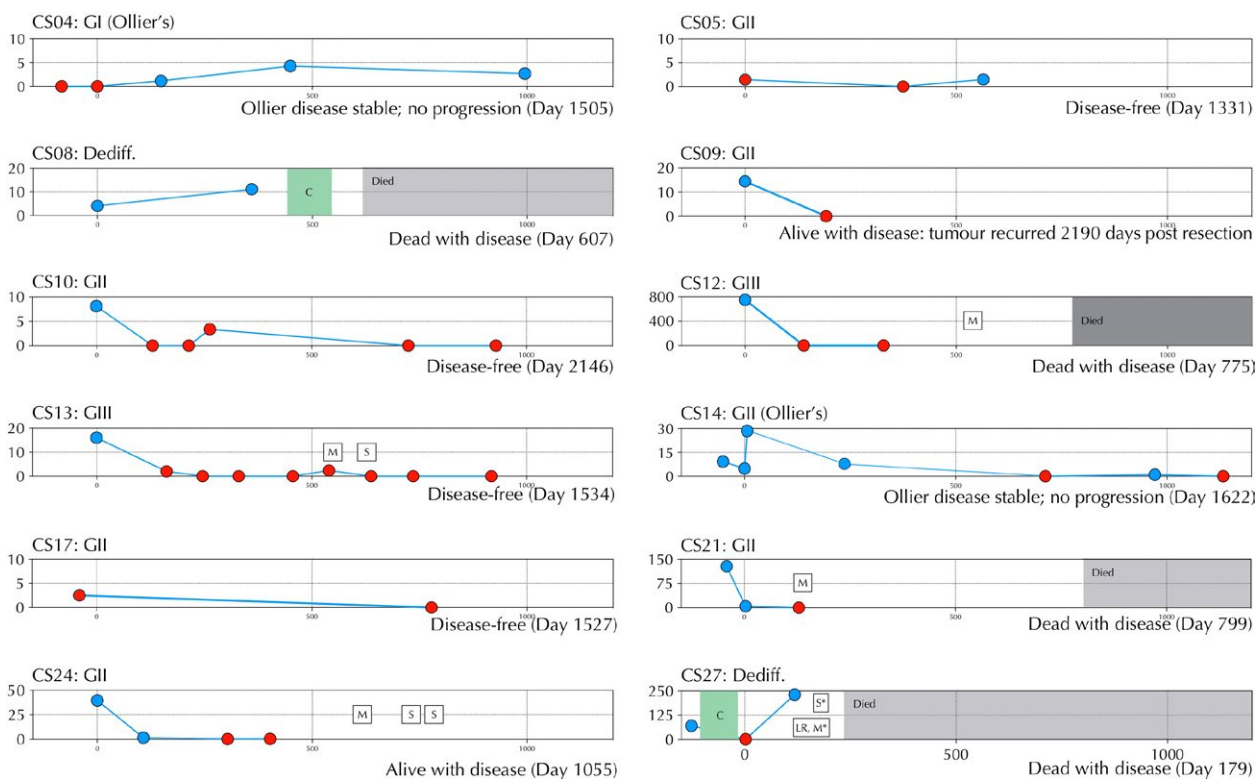 CS04: GI (Ollier's)
10
5
0
0
500
1000
Ollier disease stable; no progression (Day 1505)
CS05: GII
10
5
0
0
500
1000
Disease-free (Day 1331)
CS08: Dediff.
20
10
0
C
Died
0
500
1000
Dead with disease (Day 607)
CS09: GII
20
10
0
0
500
1000
Alive with disease: tumour recurred 2190 days post resection
CS10: GII
10
5
0
0
500
1000
Disease-free (Day 2146)
CS12: GIII
800
400
0
M
Died
0
500
1000
Dead with disease (Day 775)
CS13: GIII
20
10
0
M
S
0
500
1000
Disease-free (Day 1534)
CS14: GII (Ollier's)
30
15
0
0
500
1000
Ollier disease stable; no progression (Day 1622)
CS17: GII
10
5
0
0
500
1000
Disease-free (Day 1527)
CS21: GII
150
75
0
M
Died
0
500
1000
Dead with disease (Day 799)
CS24: GII
50
25
0
M
S
S
0
500
1000
Alive with disease (Day 1055)
CS27: Dediff.
250
125
0
C
S*
LR, M*
Died
0
500
1000
Dead with disease (Day 179)